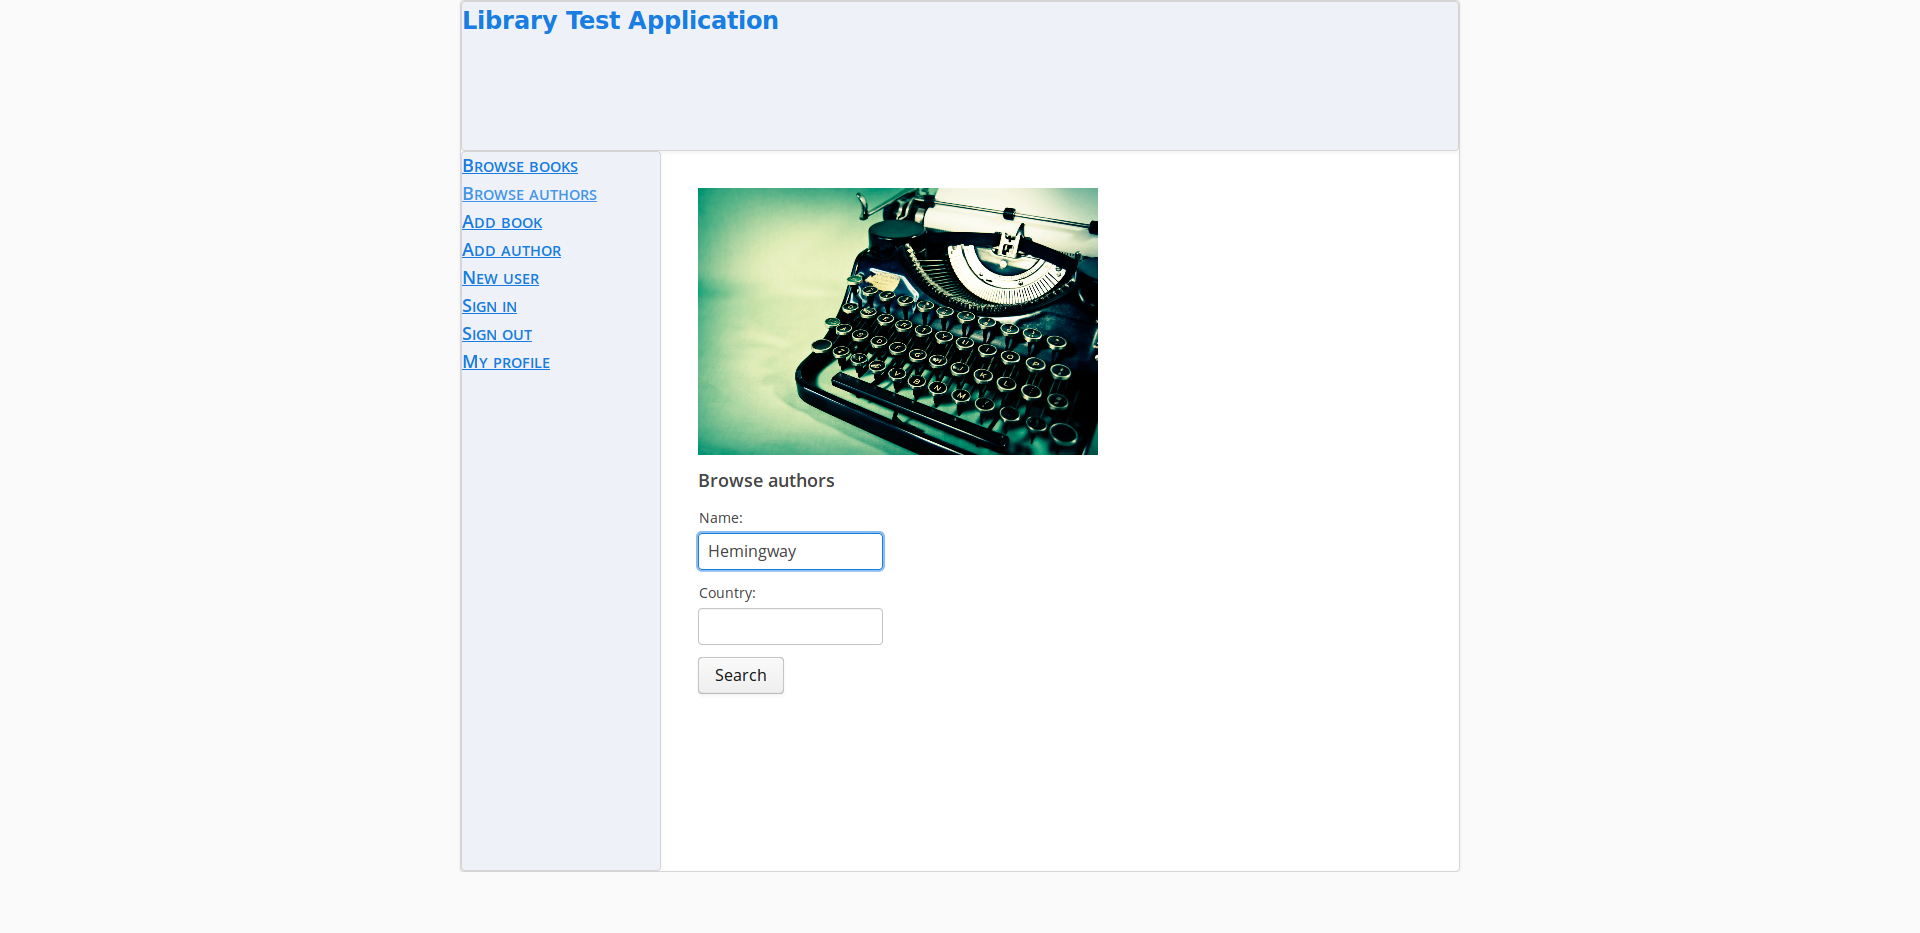 Library Test Application
Browse books
Browse authors
Add book
Add author
New user
Sign in
Sign out
My profile
Browse authors
Name:
Hemingway
Country:
Search